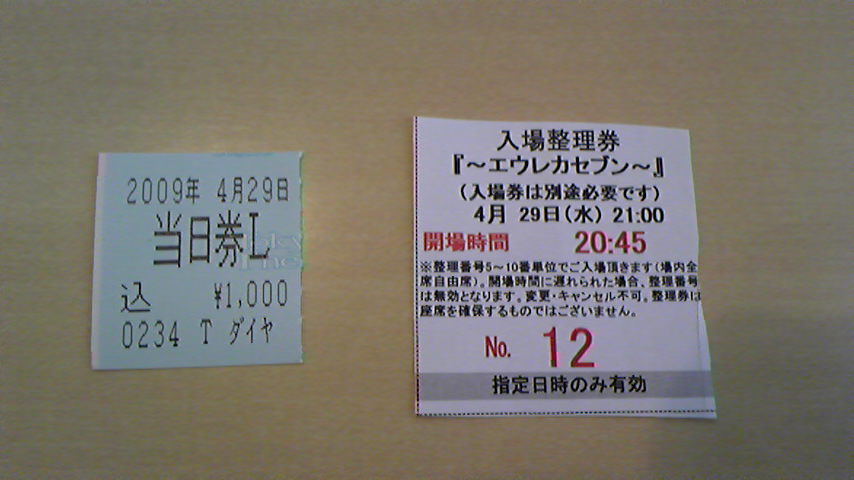 2009年 4月29日
当日券L
込 ¥1,000
0234 T ダイヤ
入場整理券
『～エウレカセブン～』
(入場券は別途必要です)
4月 29日(水) 21:00
開場時間 20:45
※整理番号5～10番単位でご入場頂きます(場内全
席自由席)。開場時間に遅れられた場合、整理番号
は無効となります。変更・キャンセル不可。整理券は
座席を確保するものではございません。
No. 12
指定日時のみ有効